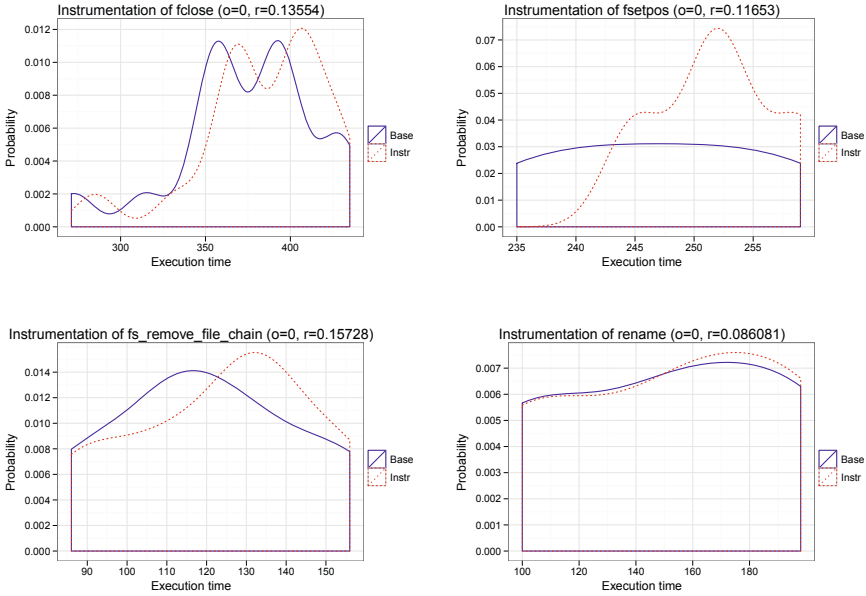 Instrumentation of fclose (o=0, r=0.13554)
0.012
0.010
0.008
0.006
0.004
0.002
0.000
Probability
300
350
400
Execution time
Base
Instr
Instrumentation of fsetpos (o=0, r=0.11653)
0.07
0.06
0.05
0.04
0.03
0.02
0.01
0.00
Probability
235
240
245
250
255
Execution time
Base
Instr
Instrumentation of fs_remove_file_chain (o=0, r=0.15728)
0.014
0.012
0.010
0.008
0.006
0.004
0.002
0.000
Probability
90
100
110
120
130
140
150
Execution time
Base
Instr
Instrumentation of rename (o=0, r=0.086081)
0.007
0.006
0.005
0.004
0.003
0.002
0.001
0.000
Probability
100
120
140
160
180
Execution time
Base
Instr